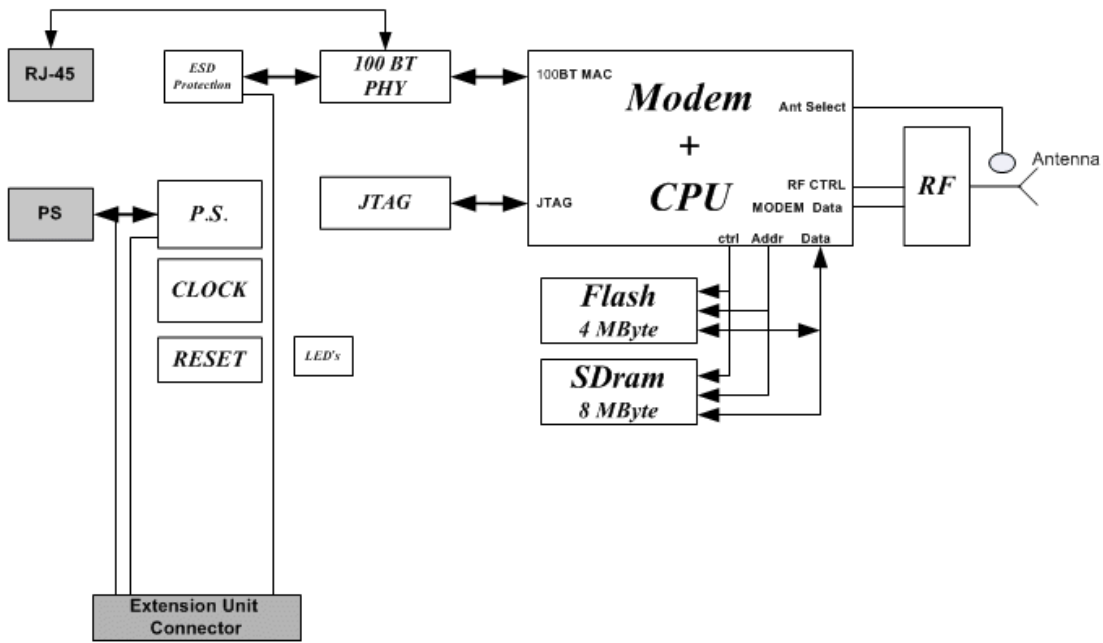 RJ-45
ESD
Protection
100 BT
PHY
100BT MAC
Modem
+
CPU
Ant Select
RF CTRL
MODEM Data
JTAG
ctrl Addr Data
RF
Antenna
JTAG
PS
P.S.
CLOCK
RESET
LED's
Flash
4 MByte
SDram
8 MByte
Extension Unit
Connector